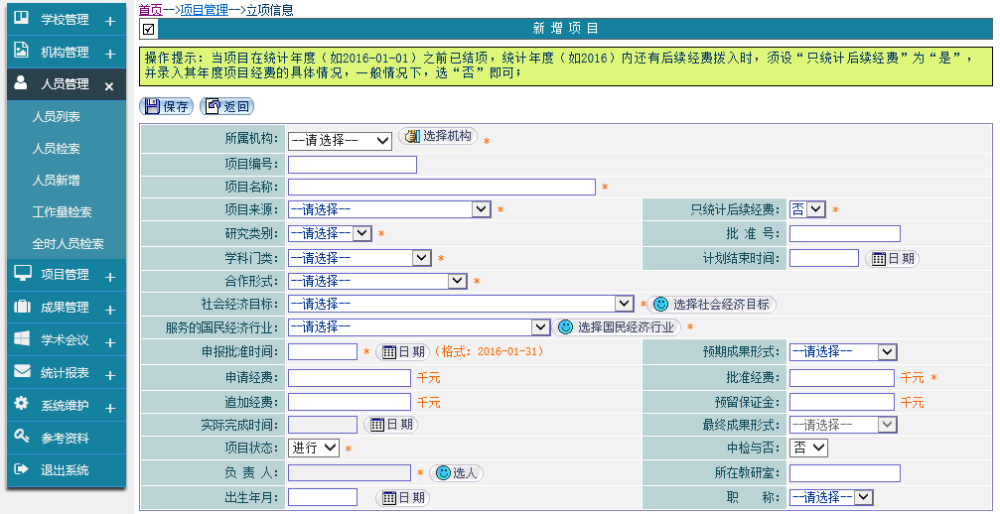 首页-->项目管理-->立项信息
新 增 项 目
操作提示：当项目在统计年度（如2016-01-01）之前已结项，统计年度（如2016）内还有后续经费拨入时，须设“只统计后续经费”为“是”，
并录入其年度项目经费的具体情况，一般情况下，选“否”即可；
保存 返回
学校管理 +
机构管理 +
人员管理 ×
人员列表
人员检索
人员新增
工作量检索
全时人员检索
项目管理 +
成果管理 +
学术会议 +
统计报表 +
系统维护 +
参考资料
退出系统
所属机构： --请选择-- 选择机构 *
项目编号：
项目名称： *
项目来源： --请选择-- * 只统计后续经费： 否 *
研究类别： --请选择-- * 批 准 号：
学科门类： --请选择-- * 计划结束时间： 日期
合作形式： --请选择-- *
社会经济目标： --请选择-- * 选择社会经济目标
服务的国民经济行业： --请选择-- 选择国民经济行业 *
申报批准时间： * 日期 （格式：2016-01-31） 预期成果形式： --请选择--
申请经费： 千元 批准经费： 千元 *
追加经费： 千元 预留保证金： 千元
实际完成时间： 日期 最终成果形式： --请选择--
项目状态： 进行 * 中检与否： 否
负 责 人： * 选人 所在教研室：
出生年月： 日期 职 称： --请选择--